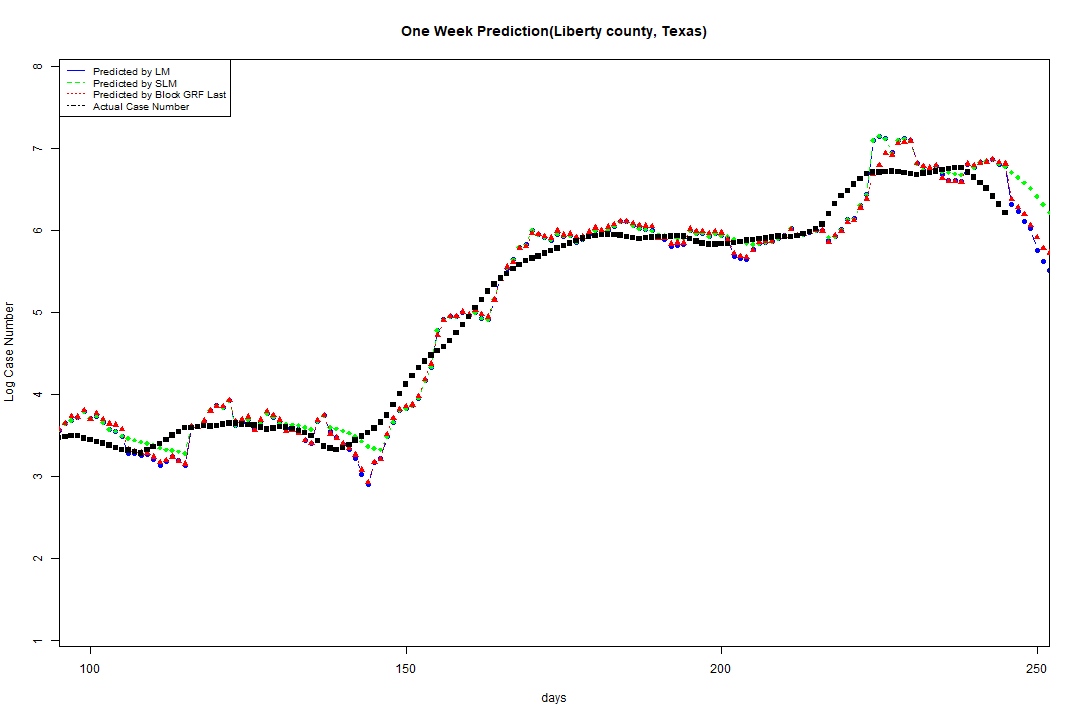 One Week Prediction(Liberty county, Texas)
Predicted by LM
Predicted by SLM
Predicted by Block GRF Last
Actual Case Number
8
7
6
5
4
3
2
1
Log Case Number
100 150 200 250
days